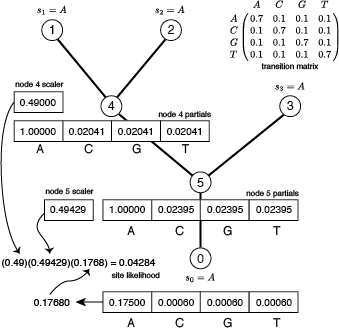 A C G T
s1 = A s2 = A
1 2
A 0.7 0.1 0.1 0.1
C 0.1 0.7 0.1 0.1
G 0.1 0.1 0.7 0.1
T 0.1 0.1 0.1 0.7
transition matrix
s3 = A
node 4 scaler
0.49000
4
3
node 4 partials
1.00000 0.02041 0.02041 0.02041
A C G T
5
node 5 scaler
node 5 partials
0.49429
1.00000 0.02395 0.02395 0.02395
A C G T
(0.49)(0.49429)(0.1768) = 0.04284
0
site likelihood
s0 = A
0.17680
0.17500 0.00060 0.00060 0.00060
A C G T